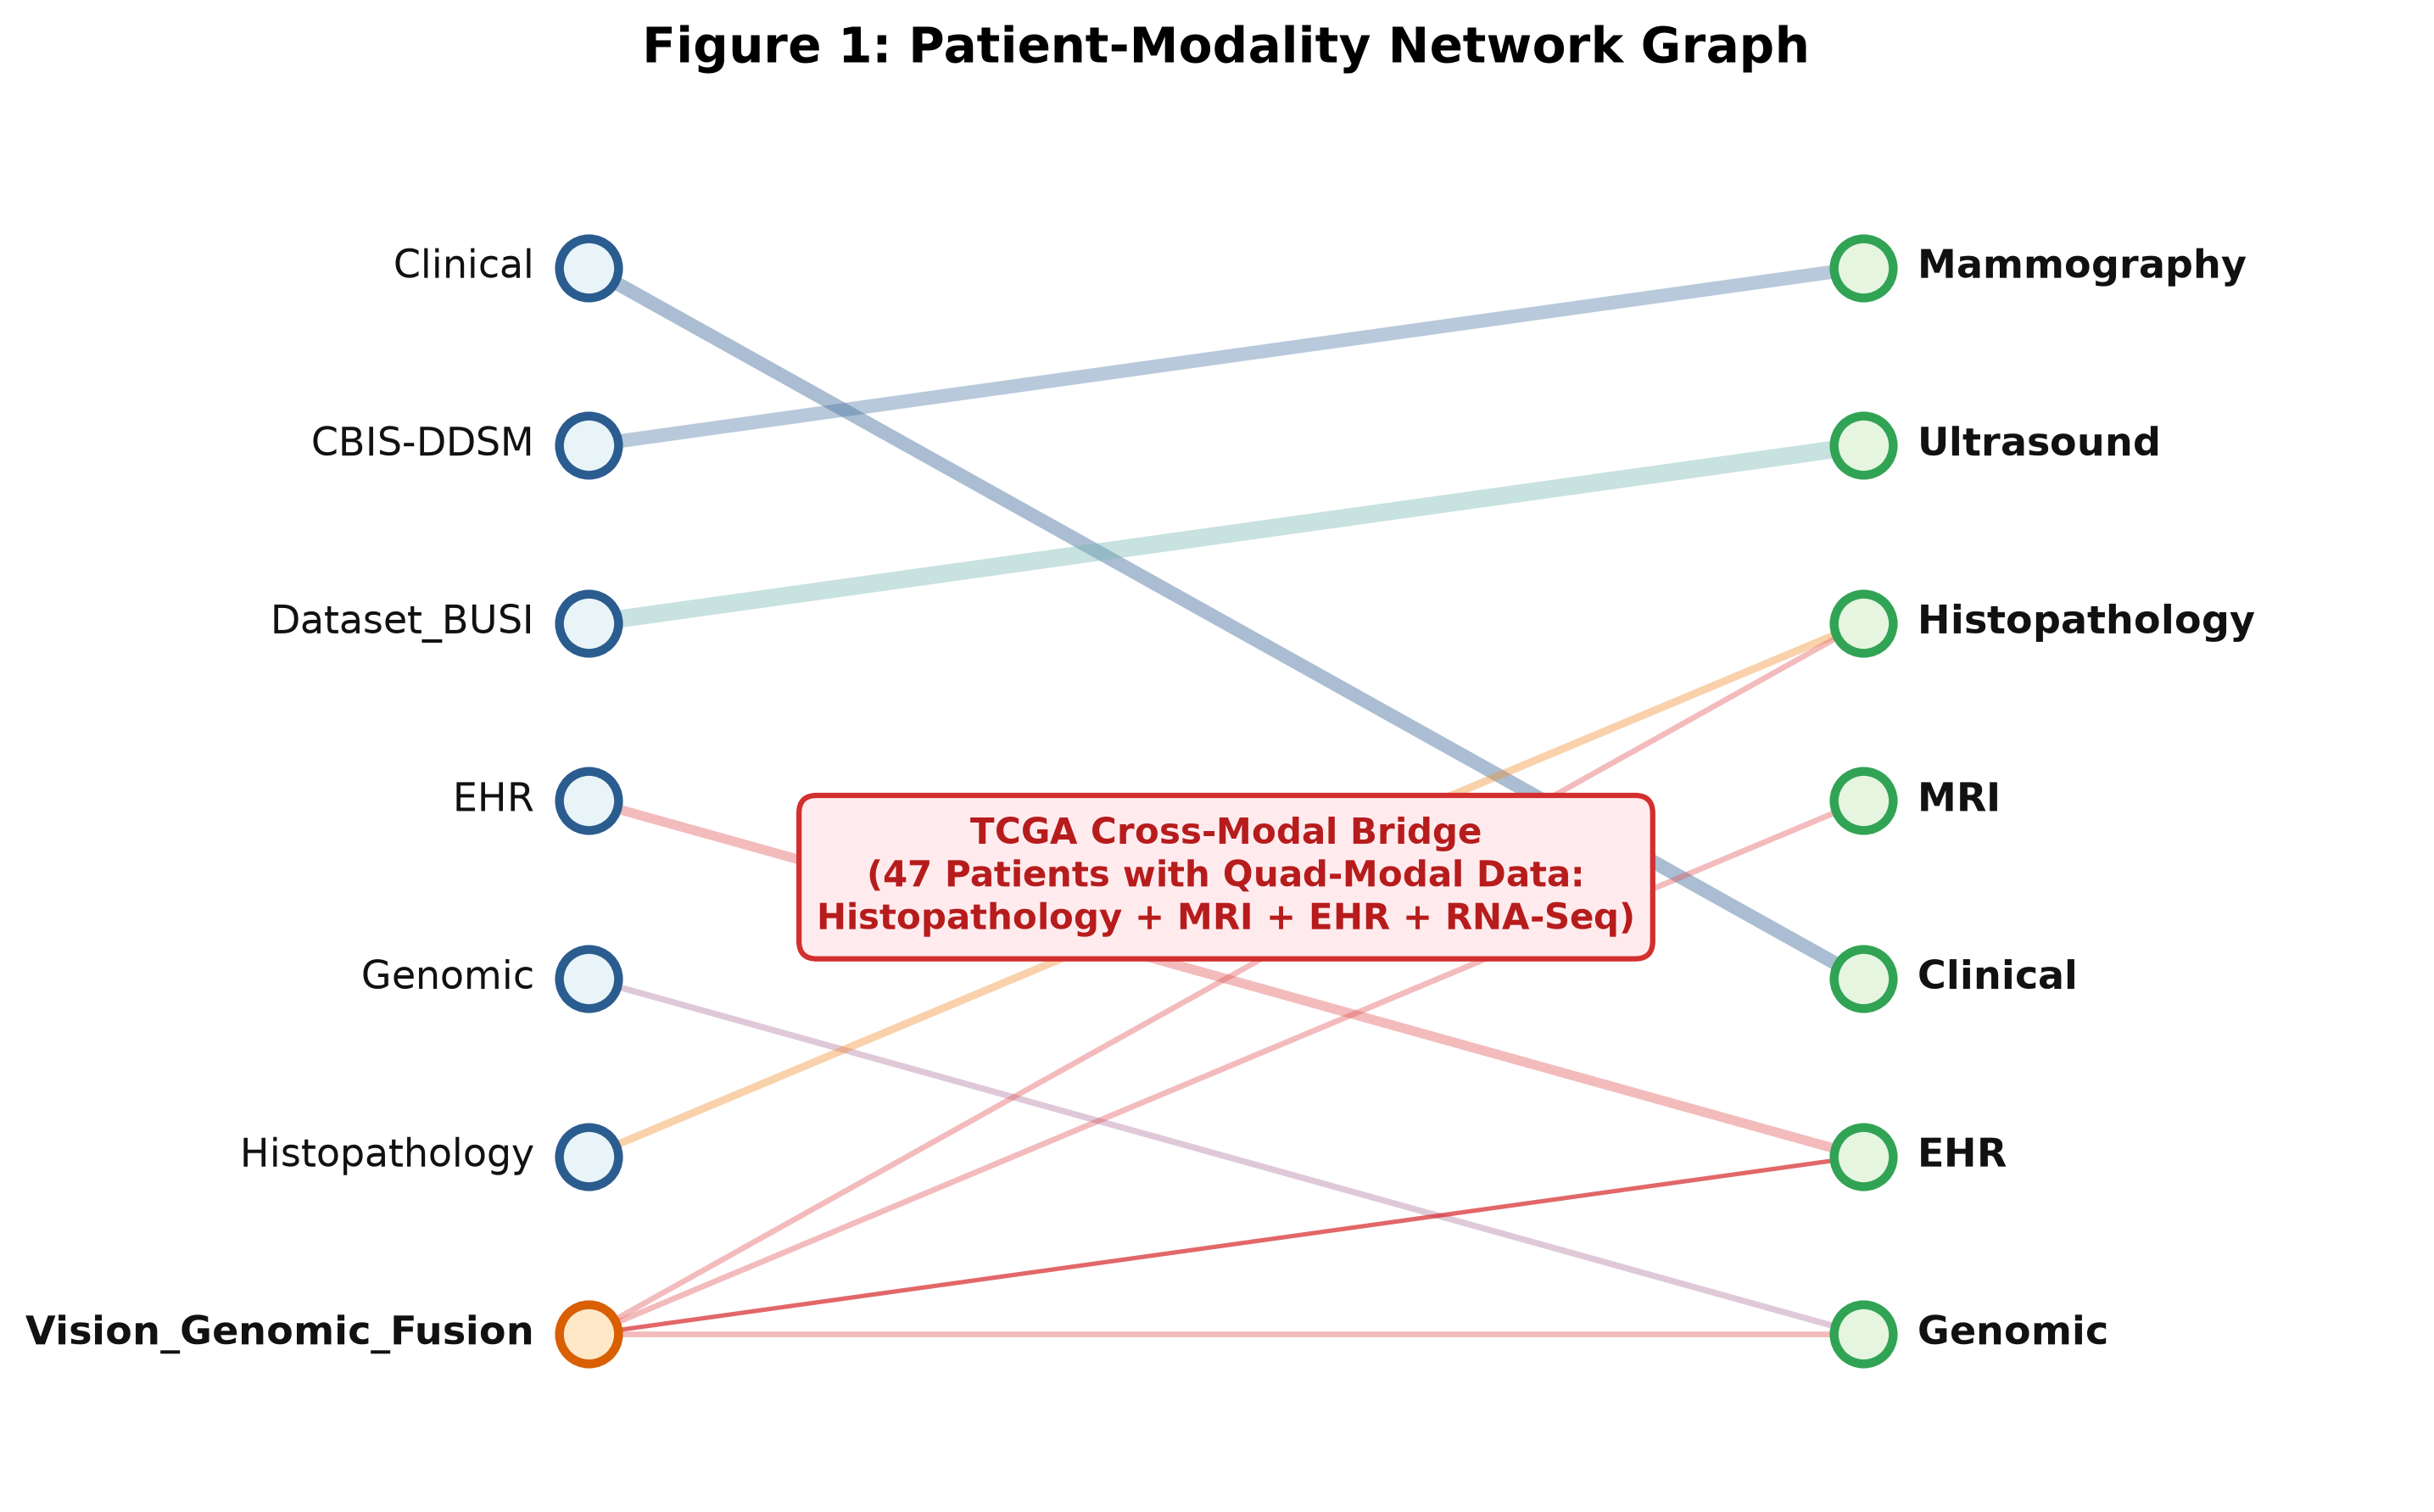 Figure 1: Patient-Modality Network Graph
Clinical
CBIS-DDSM
Dataset_BUSI
EHR
Genomic
Histopathology
Vision_Genomic_Fusion
TCGA Cross-Modal Bridge
(47 Patients with Quad-Modal Data:
Histopathology + MRI + EHR + RNA-Seq)
Mammography
Ultrasound
Histopathology
MRI
Clinical
EHR
Genomic